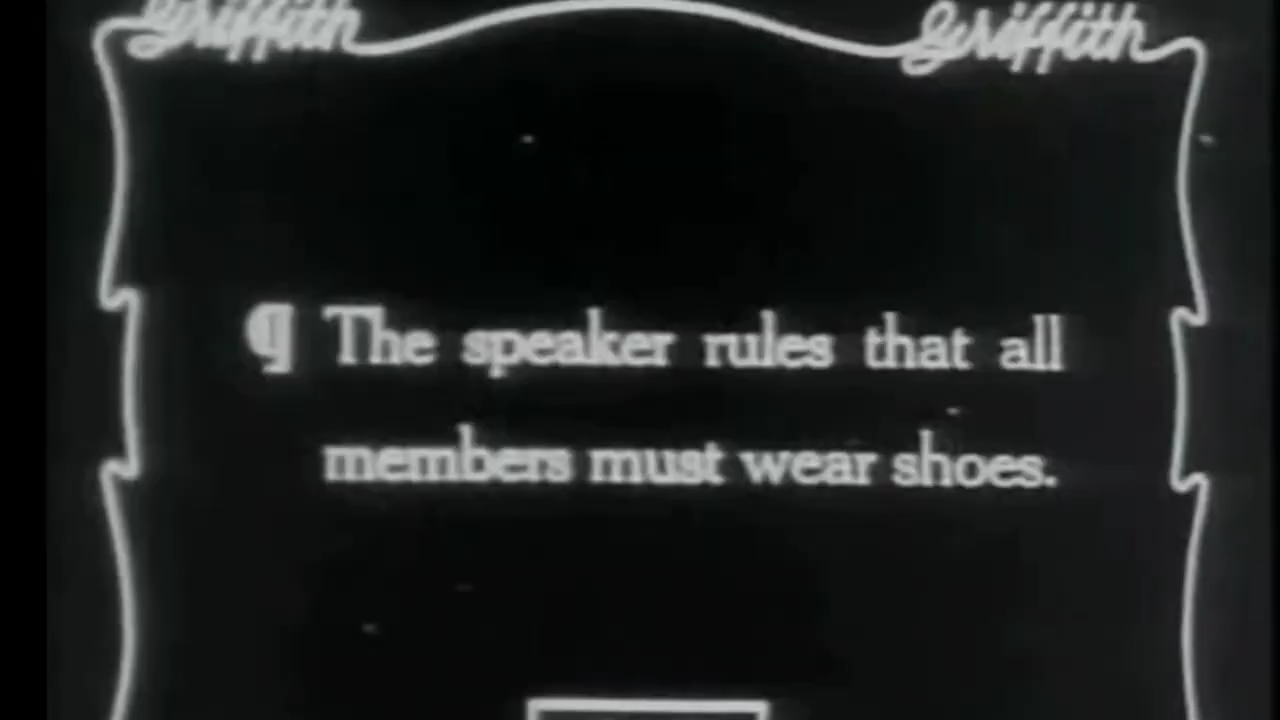 Griffith Griffith
¶ The speaker rules that all
members must wear shoes.